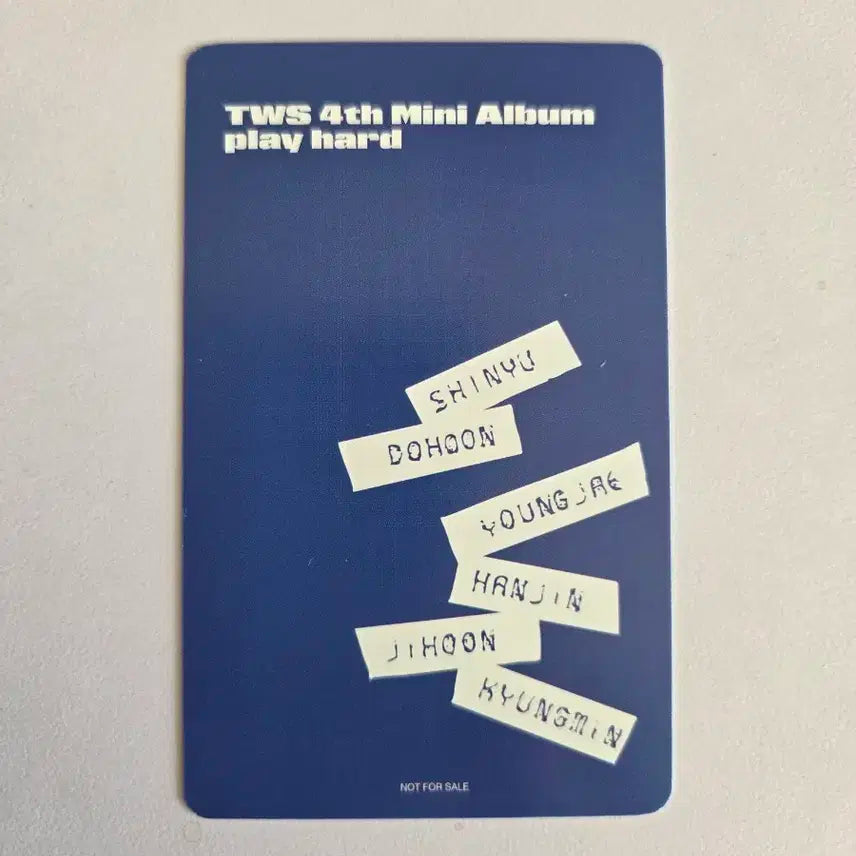 TWS 4th Mini Album
play hard
SHINYU
DOHOON
YOUNGJAE
HANJIN
JIHOON
KYUNGMIN
NOT FOR SALE